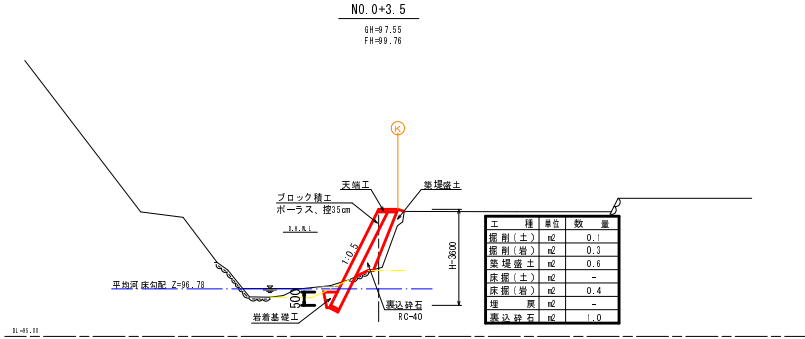 NO.0+3.5
GH=97.55
FH=99.76
K
天端工
築堤盛土
ブロック積工
ポーラス、控35cm
1:0.5
H=3600
平均河床勾配 Z=96.78
500
岩着基礎工
裏込砕石
RC-40
工 種 単位 数 量
掘削(土) m2 0.1
掘削(岩) m2 0.3
築堤盛土 m2 0.6
床掘(土) m2 -
床掘(岩) m2 0.4
埋 戻 m2 -
裏込砕石 m2 1.0